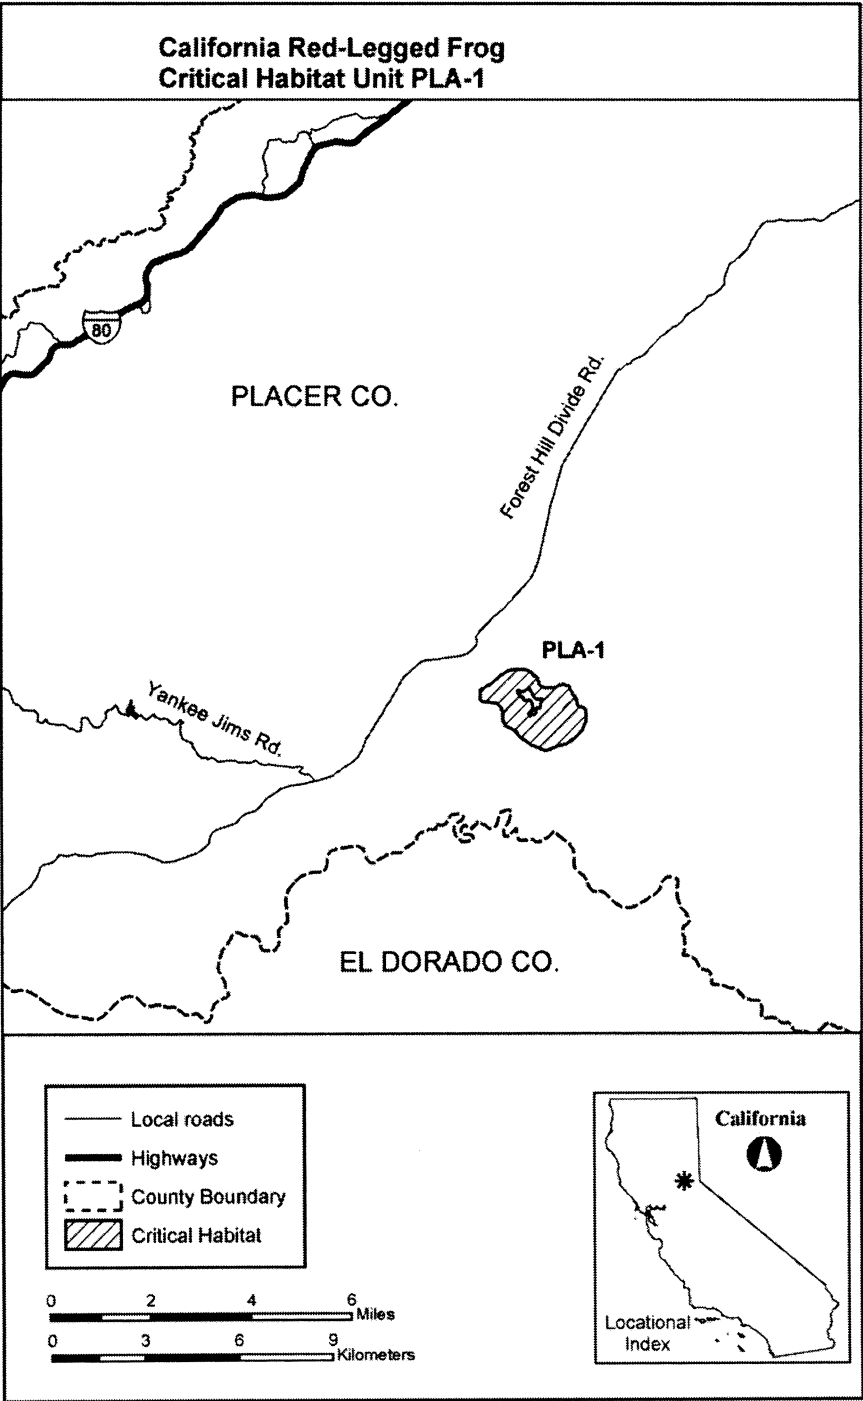 California Red-Legged Frog
Critical Habitat Unit PLA-1
80
PLACER CO.
Forest Hill Divide Rd.
PLA-1
Yankee Jims Rd.
EL DORADO CO.
Local roads
Highways
County Boundary
Critical Habitat
0 2 4 6
Miles
0 3 6 9
Kilometers
California
Locational
Index